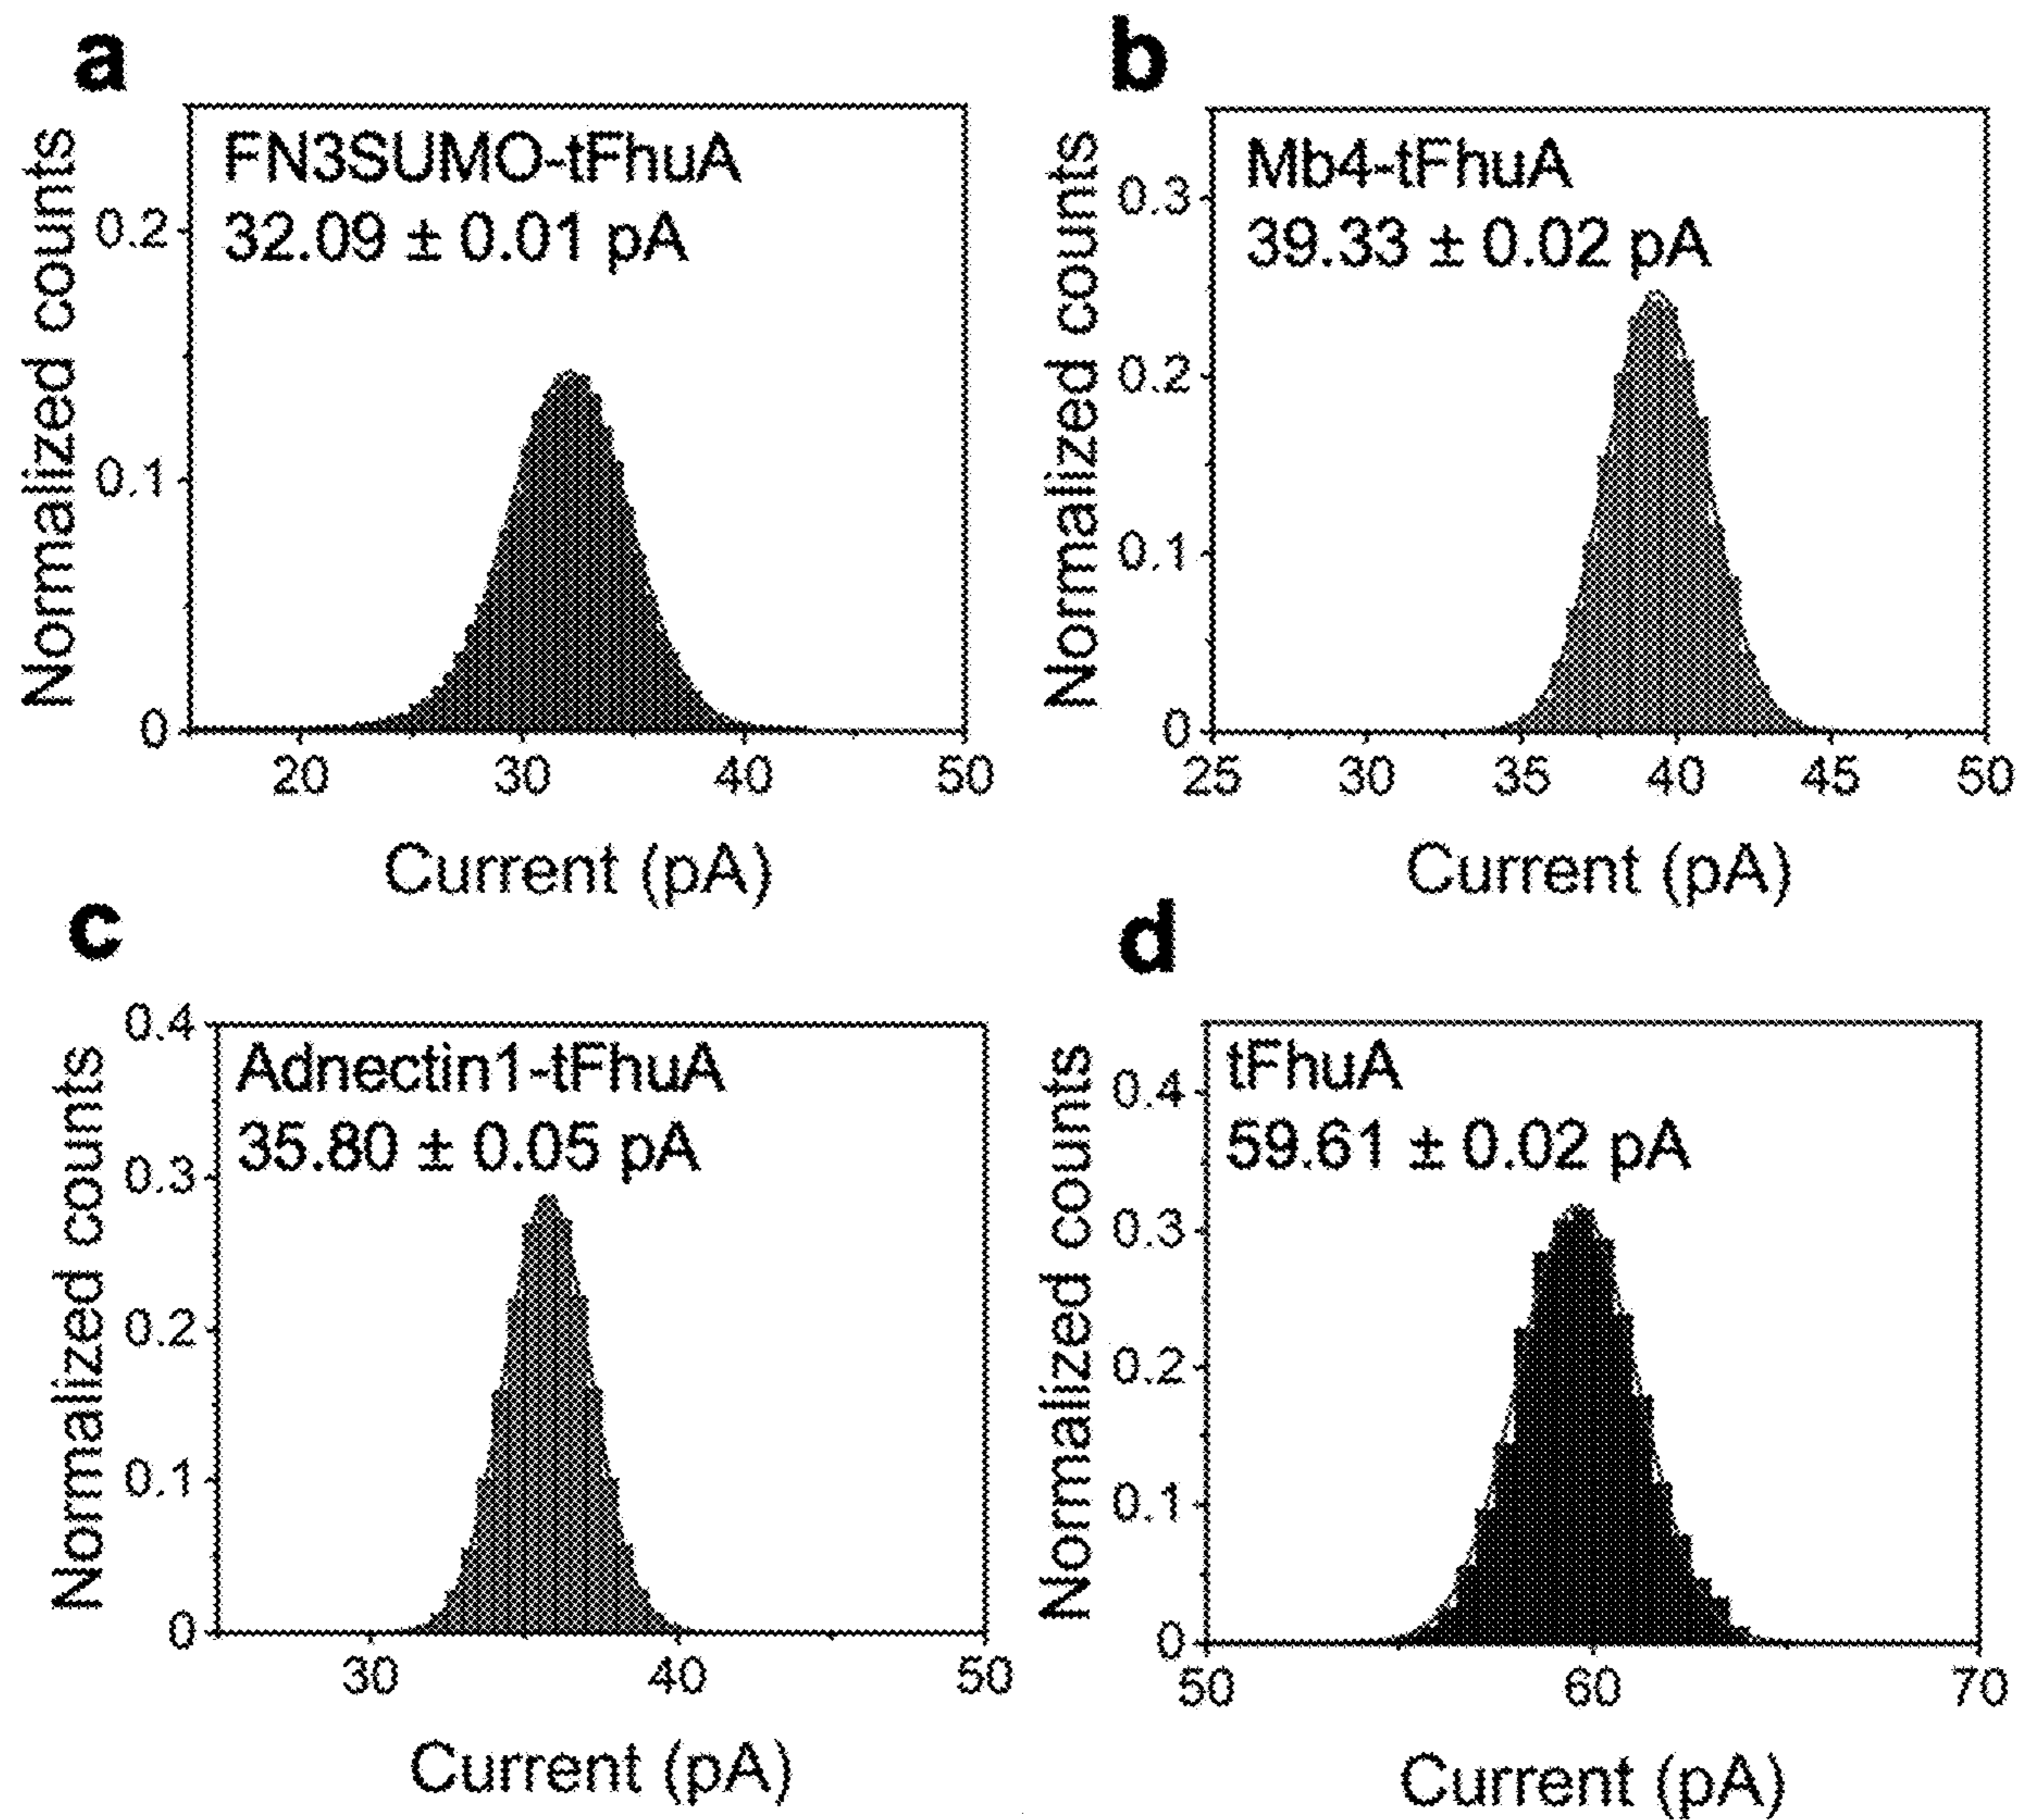 a
FN3SUMO-tFhuA
32.09 ± 0.01 pA
Normalized counts
0.2
0.1
0
20 30 40 50
Current (pA)
b
Mb4-tFhuA
39.33 ± 0.02 pA
Normalized counts
0.3
0.2
0.1
0
25 30 35 40 45 50
Current (pA)
c
Adnectin1-tFhuA
35.80 ± 0.05 pA
Normalized counts
0.4
0.3
0.2
0.1
0
30 40 50
Current (pA)
d
tFhuA
59.61 ± 0.02 pA
Normalized counts
0.4
0.3
0.2
0.1
0
50 60 70
Current (pA)